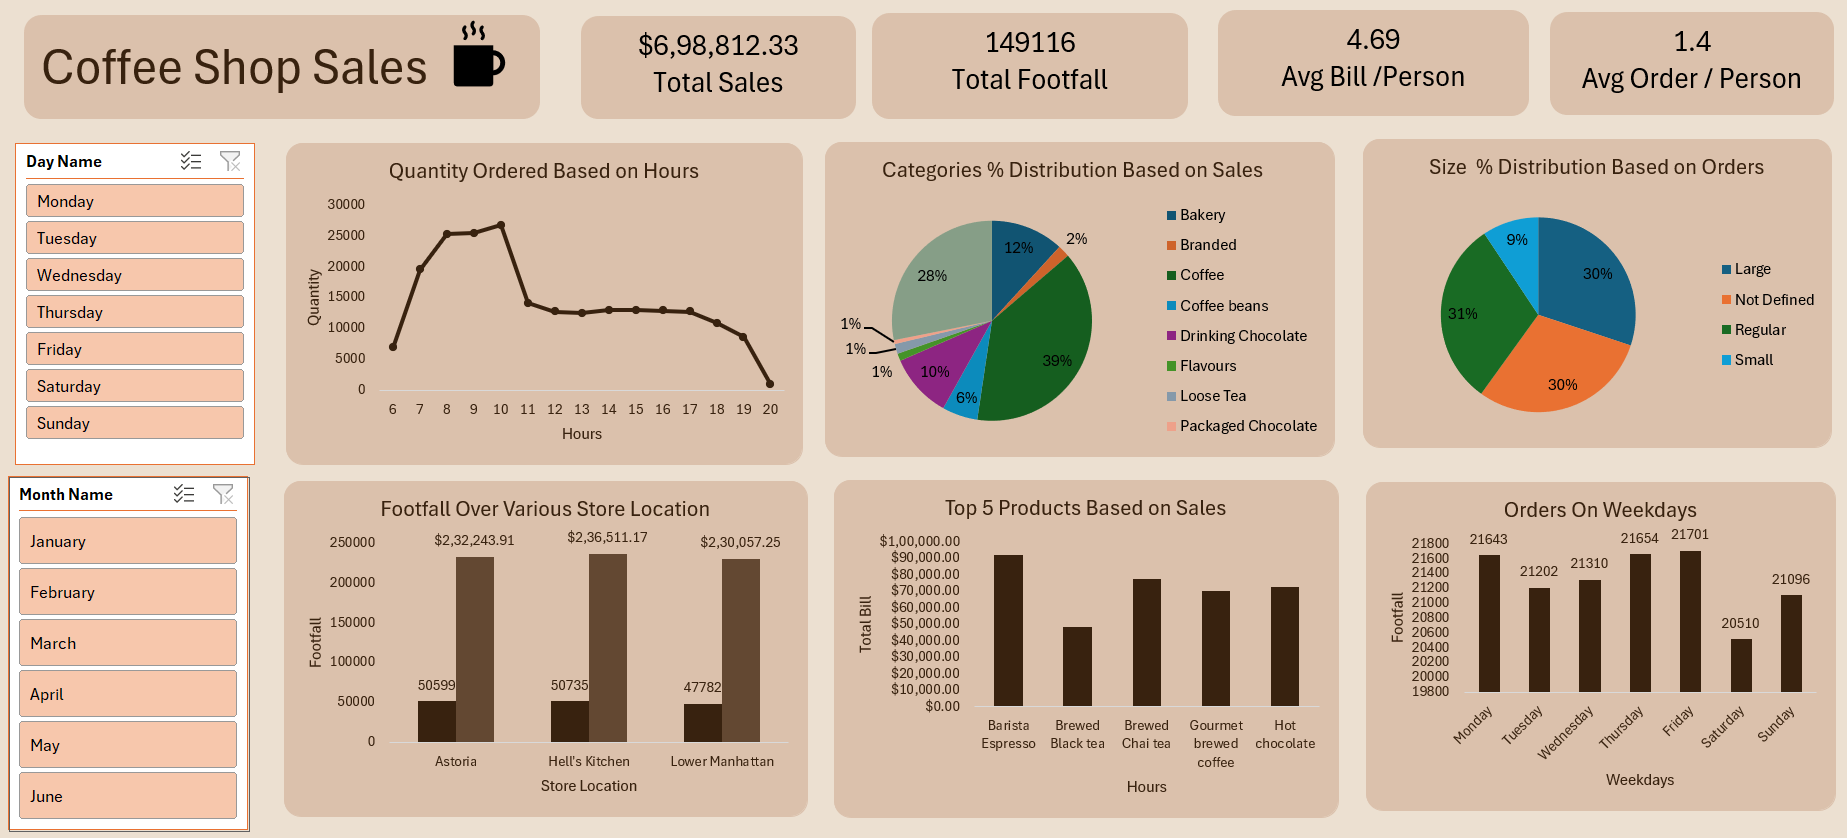 Coffee Shop Sales
$6,98,812.33
Total Sales
149116
Total Footfall
4.69
Avg Bill /Person
1.4
Avg Order / Person
Day Name
Monday
Tuesday
Wednesday
Thursday
Friday
Saturday
Sunday
Month Name
January
February
March
April
May
June
Quantity Ordered Based on Hours
Quantity
30000
25000
20000
15000
10000
5000
0
6 7 8 9 10 11 12 13 14 15 16 17 18 19 20
Hours
Categories % Distribution Based on Sales
12%
2%
39%
6%
10%
1%
1%
1%
28%
Bakery
Branded
Coffee
Coffee beans
Drinking Chocolate
Flavours
Loose Tea
Packaged Chocolate
Size % Distribution Based on Orders
30%
30%
31%
9%
Large
Not Defined
Regular
Small
Footfall Over Various Store Location
Footfall
250000
200000
150000
100000
50000
0
$2,32,243.91
$2,36,511.17
$2,30,057.25
50599
50735
47782
Astoria
Hell's Kitchen
Lower Manhattan
Store Location
Top 5 Products Based on Sales
Total Bill
$1,00,000.00
$90,000.00
$80,000.00
$70,000.00
$60,000.00
$50,000.00
$40,000.00
$30,000.00
$20,000.00
$10,000.00
$0.00
Barista
Espresso
Brewed
Black tea
Brewed
Chai tea
Gourmet
brewed
coffee
Hot
chocolate
Hours
Orders On Weekdays
Footfall
21800
21600
21400
21200
21000
20800
20600
20400
20200
20000
19800
21643
21202
21310
21654
21701
20510
21096
Monday
Tuesday
Wednesday
Thursday
Friday
Saturday
Sunday
Weekdays